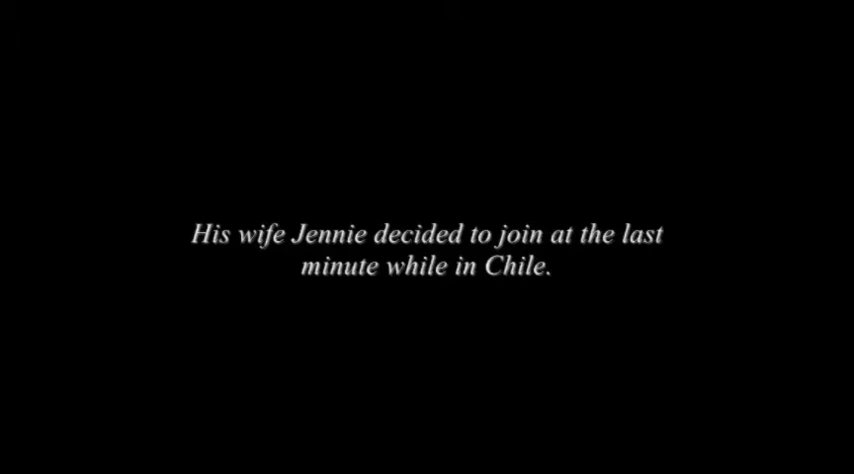 His wife Jennie decided to join at the last
minute while in Chile.